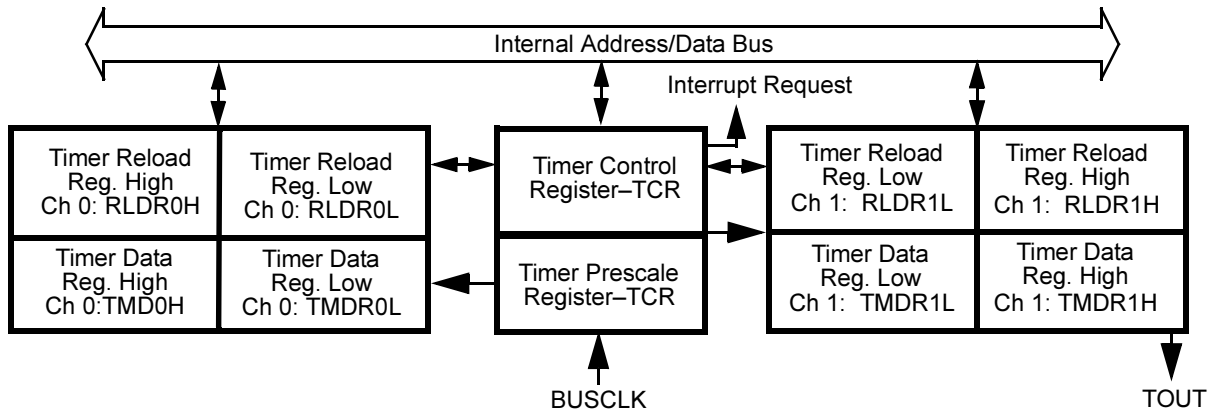 Internal Address/Data Bus
Interrupt Request
Timer Reload
Reg. High
Ch 0: RLDR0H
Timer Reload
Reg. Low
Ch 0: RLDR0L
Timer Control
Register–TCR
Timer Reload
Reg. Low
Ch 1: RLDR1L
Timer Reload
Reg. High
Ch 1: RLDR1H
Timer Data
Reg. High
Ch 0:TMD0H
Timer Data
Reg. Low
Ch 0: TMDR0L
Timer Prescale
Register–TCR
Timer Data
Reg. Low
Ch 1: TMDR1L
Timer Data
Reg. High
Ch 1: TMDR1H
BUSCLK
TOUT